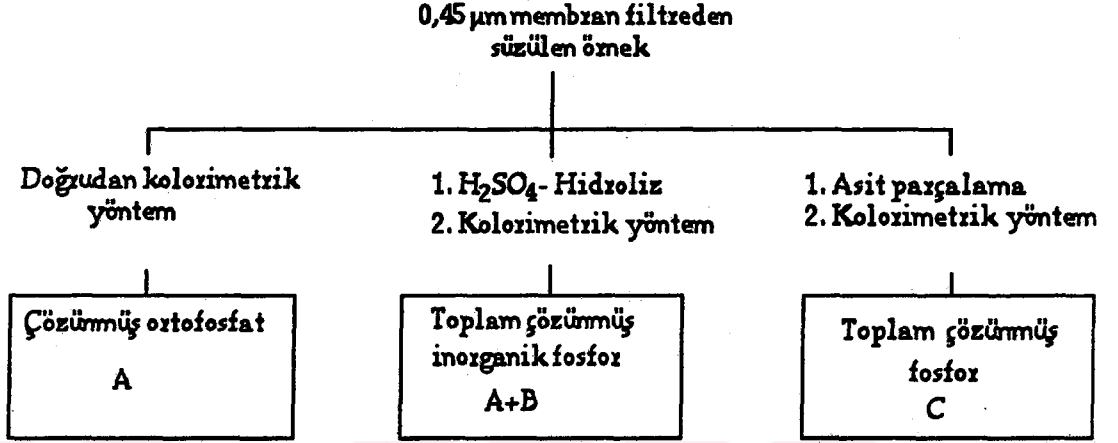 0,45 µm membran filtreden
süzülen örnek
Doğrudan kolorimetrik
yöntem
1. H₂SO₄- Hidroliz
2. Kolorimetrik yöntem
1. Asit parçalama
2. Kolorimetrik yöntem
Çözünmüş ortofosfat
A
Toplam çözünmüş
inorganik fosfor
A+B
Toplam çözünmüş
fosfor
C